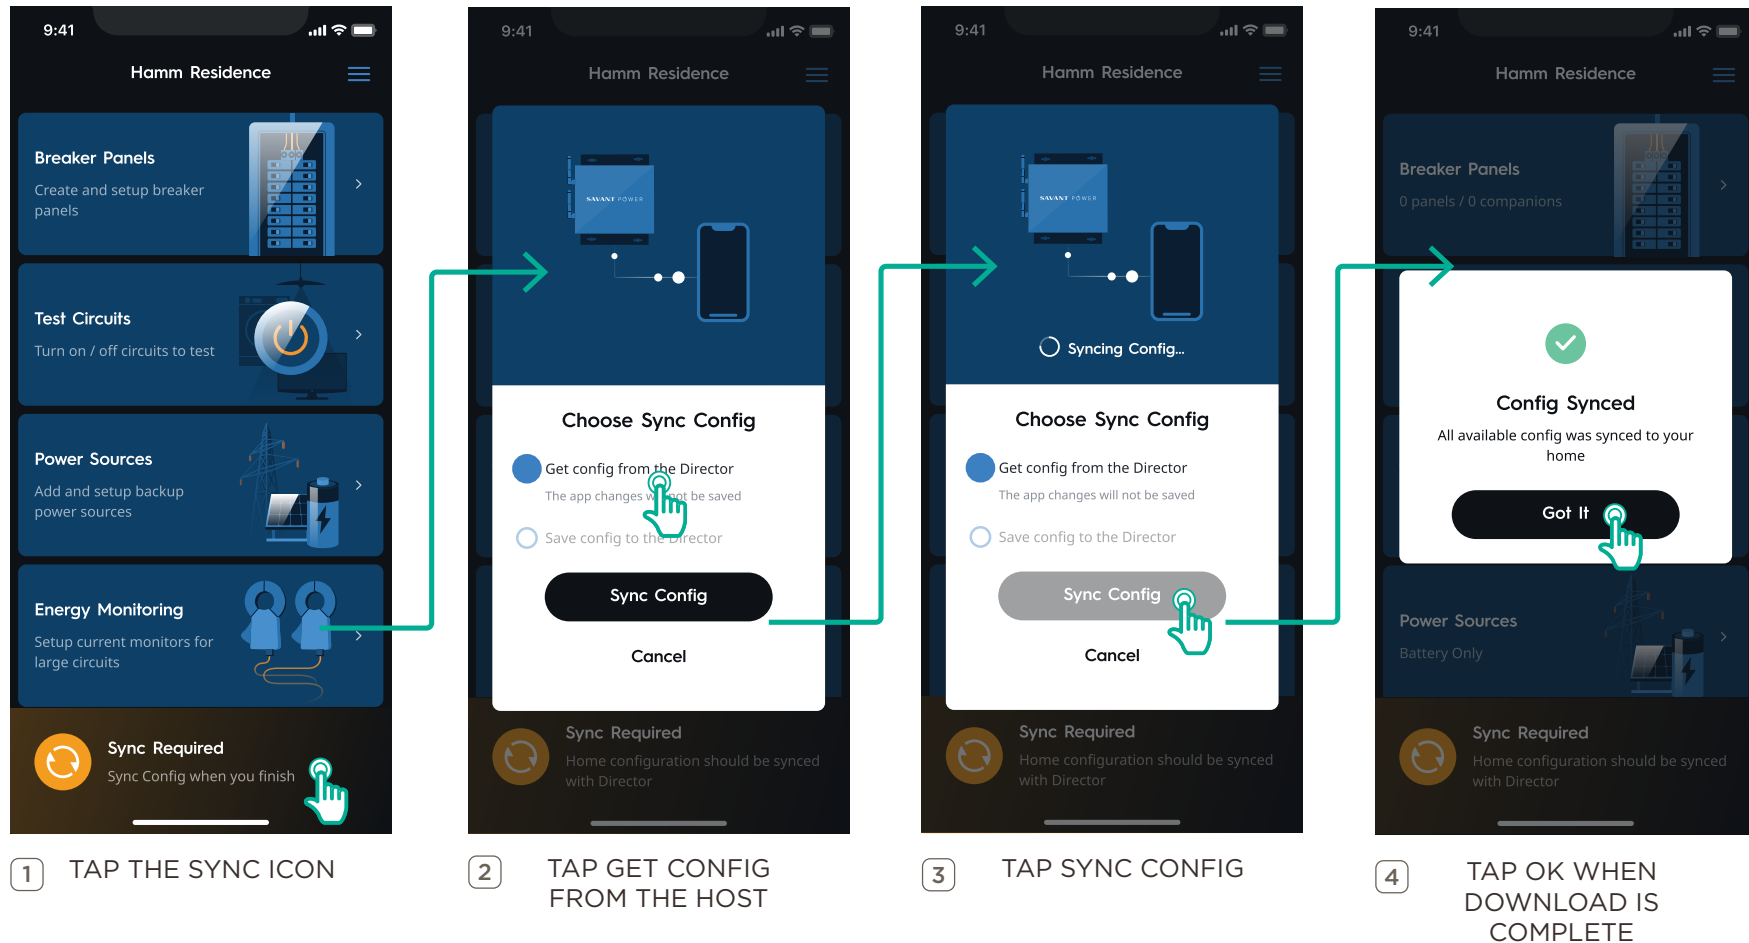 9:41
Hamm Residence
Breaker Panels
Create and setup breaker
panels
Test Circuits
Turn on / off circuits to test
Power Sources
Add and setup backup
power sources
Energy Monitoring
Setup current monitors for
large circuits
Sync Required
Sync Config when you finish
1 TAP THE SYNC ICON
9:41
Hamm Residence
SAVANT POWER
Choose Sync Config
Get config from the Director
The app changes will not be saved
Save config to the Director
Sync Config
Cancel
Sync Required
Home configuration should be synced
with Director
2 TAP GET CONFIG
FROM THE HOST
9:41
Hamm Residence
SAVANT POWER
Syncing Config...
Choose Sync Config
Get config from the Director
The app changes will not be saved
Save config to the Director
Sync Config
Cancel
Sync Required
Home configuration should be synced
with Director
3 TAP SYNC CONFIG
9:41
Hamm Residence
Breaker Panels
0 panels / 0 companions
Config Synced
All available config was synced to your
home
Got It
Power Sources
Battery Only
Sync Required
Home configuration should be synced
with Director
4 TAP OK WHEN
DOWNLOAD IS
COMPLETE